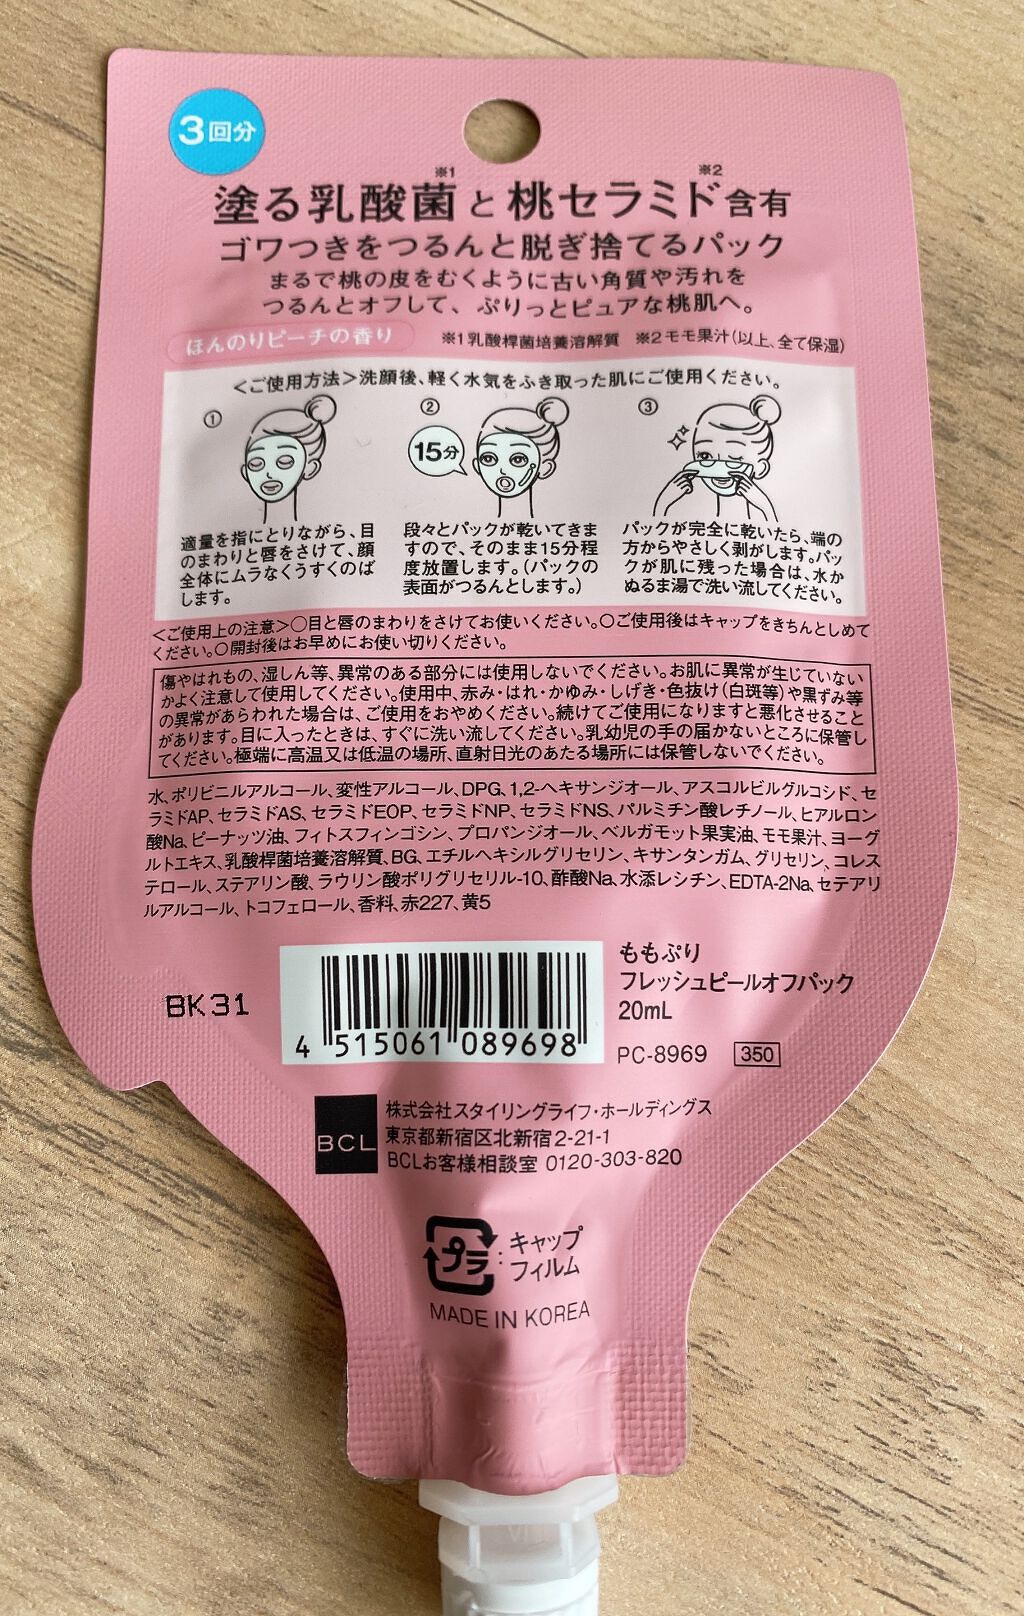 3回分
※1 ※2
塗る乳酸菌と桃セラミド含有
ゴワつきをつるんと脱ぎ捨てるパック
まるで桃の皮をむくように古い角質や汚れを
つるんとオフして、ぷりっとピュアな桃肌へ。
ほんのりピーチの香り ※1乳酸桿菌培養溶解質 ※2モモ果汁(以上、全て保湿)
<ご使用方法>洗顔後、軽く水気をふき取った肌にご使用ください。
①
適量を指にとりながら、目
のまわりと唇をさけて、顔
全体にムラなくうすくのば
します。
②
15分
段々とパックが乾いてきま
すので、そのまま15分程
度放置します。(パックの
表面がつるんとします。)
③
パックが完全に乾いたら、端の
方からやさしく剥がします。パッ
クが肌に残った場合は、水か
ぬるま湯で洗い流してください。
<ご使用上の注意>○目と唇のまわりをさけてお使いください。○ご使用後はキャップをきちんとしめて
ください。○開封後はお早めにお使い切りください。
傷やはれもの、湿しん等、異常のある部分には使用しないでください。お肌に異常が生じていない
かよく注意して使用してください。使用中、赤み・はれ・かゆみ・しげき・色抜け(白斑等)や黒ずみ等
の異常があらわれた場合は、ご使用をおやめください。続けてご使用になりますと悪化させること
があります。目に入ったときは、すぐに洗い流してください。乳幼児の手の届かないところに保管し
てください。極端に高温又は低温の場所、直射日光のあたる場所には保管しないでください。
水、ポリビニルアルコール、変性アルコール、DPG、1,2-ヘキサンジオール、アスコルビルグルコシド、セ
ラミドAP、セラミドAS、セラミドEOP、セラミドNP、セラミドNS、パルミチン酸レチノール、ヒアルロン
酸Na、ピーナッツ油、フィトスフィンゴシン、プロパンジオール、ベルガモット果実油、モモ果汁、ヨーグ
ルトエキス、乳酸桿菌培養溶解質、BG、エチルヘキシルグリセリン、キサンタンガム、グリセリン、コレス
テロール、ステアリン酸、ラウリン酸ポリグリセリル-10、酢酸Na、水添レシチン、EDTA-2Na、セテアリ
ルアルコール、トコフェロール、香料、赤227、黄5
BK31
4 515061 089698
ももぷり
フレッシュピールオフパック
20mL
PC-8969 350
BCL
株式会社スタイリングライフ・ホールディングス
東京都新宿区北新宿2-21-1
BCLお客様相談室 0120-303-820
プラ : キャップ
フィルム
MADE IN KOREA